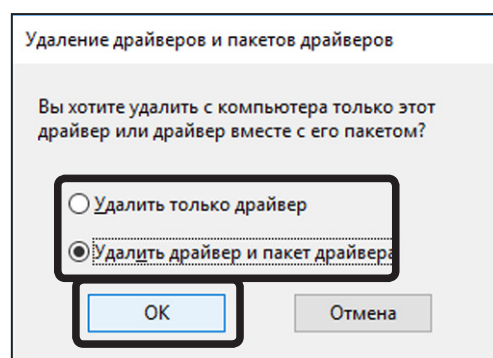 Удаление драйверов и пакетов драйверов
Вы хотите удалить с компьютера только этот
драйвер или драйвер вместе с его пакетом?
Удалить только драйвер
Удалить драйвер и пакет драйвера
ОК
Отмена